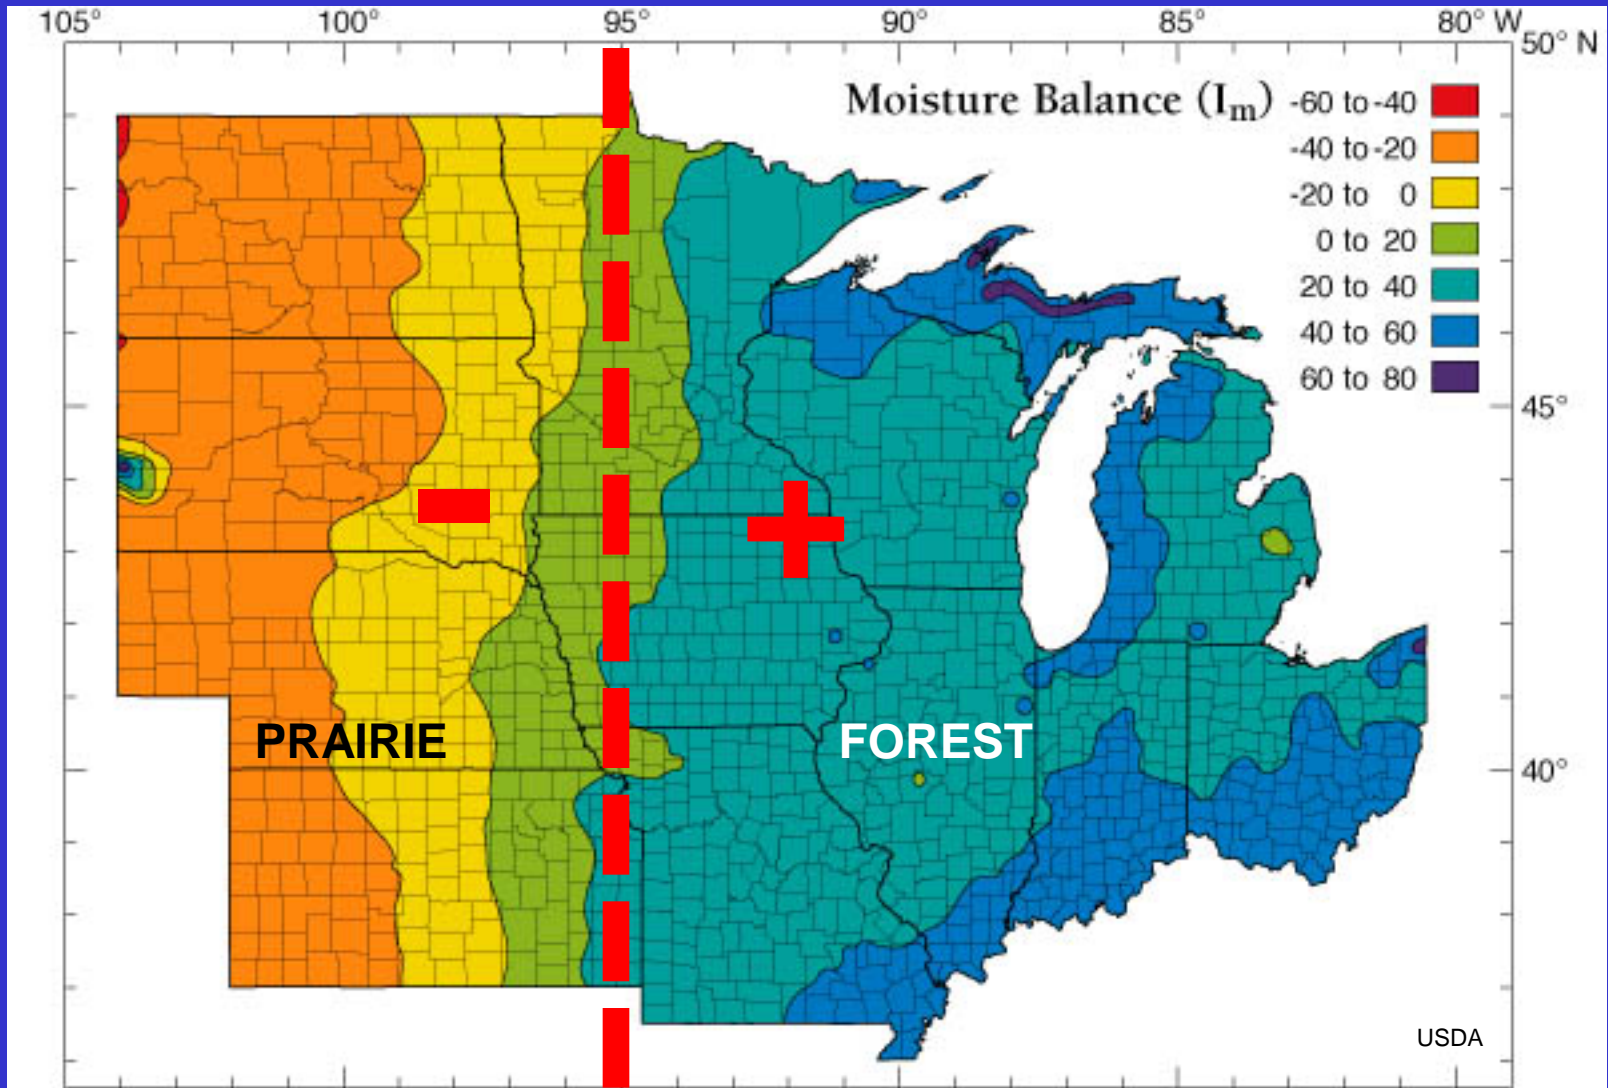 105° 100° 95° 90° 85° 80° W
50° N
Moisture Balance (Im)
-60 to -40
-40 to -20
-20 to 0
0 to 20
20 to 40
40 to 60
60 to 80
45°
PRAIRIE FOREST
40°
USDA